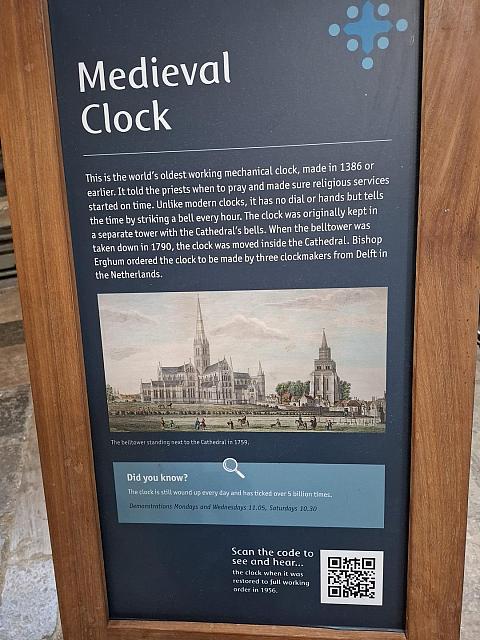 Medieval
Clock
This is the world's oldest working mechanical clock, made in 1386 or
earlier. It told the priests when to pray and made sure religious services
started on time. Unlike modern clocks, it has no dial or hands but tells
the time by striking a bell every hour. The clock was originally kept in
a separate tower with the Cathedral's bells. When the belltower was
taken down in 1790, the clock was moved inside the Cathedral. Bishop
Erghum ordered the clock to be made by three clockmakers from Delft in
the Netherlands.
The belltower standing next to the Cathedral in 1759.
Did you know?
The clock is still wound up every day and has ticked over 5 billion times.
Demonstrations Mondays and Wednesdays 11.05, Saturdays 10.30
Scan the code to
see and hear...
the clock when it was
restored to full working
order in 1956.